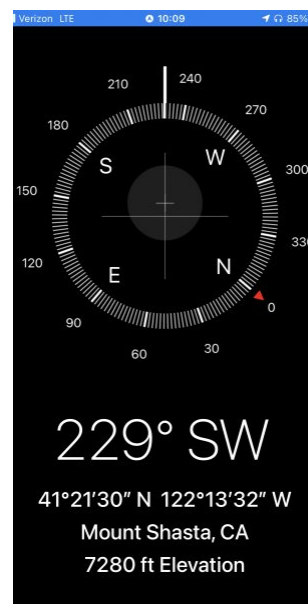 Verizon LTE 10:09 85%
210 240
180 270
S W
150 300
120 330
E N
90 0
60 30
229° SW
41°21'30" N 122°13'32" W
Mount Shasta, CA
7280 ft Elevation